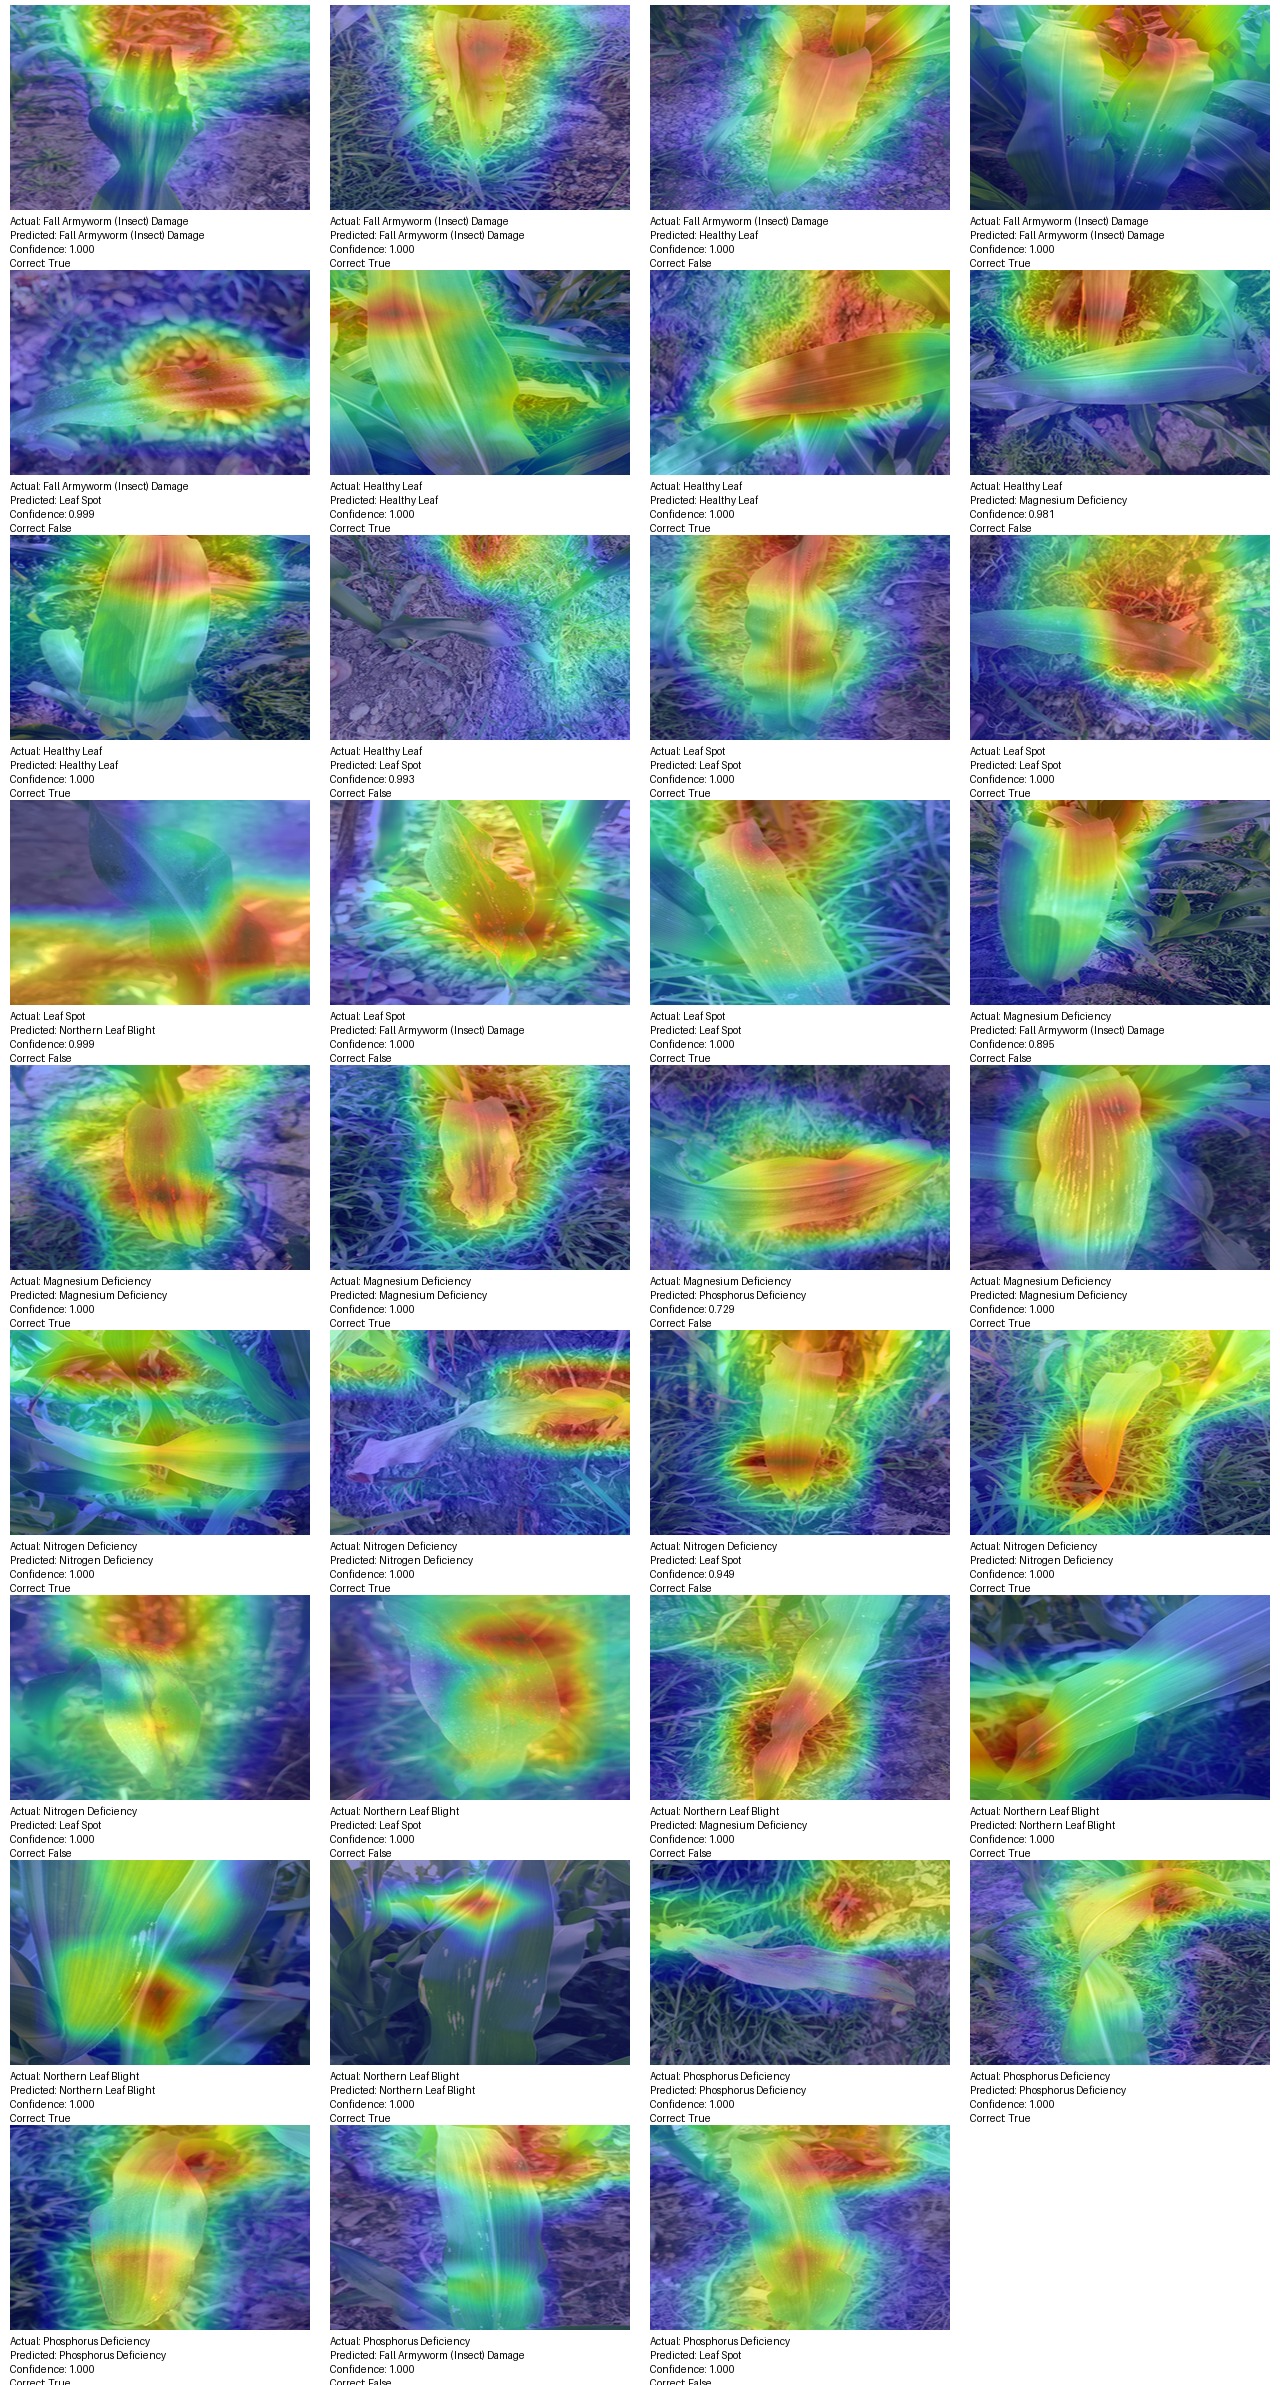 Actual: Fall Armyworm (Insect) Damage
Predicted: Fall Armyworm (Insect) Damage
Confidence: 1.000
Correct: True
Actual: Fall Armyworm (Insect) Damage
Predicted: Fall Armyworm (Insect) Damage
Confidence: 1.000
Correct: True
Actual: Fall Armyworm (Insect) Damage
Predicted: Healthy Leaf
Confidence: 1.000
Correct: False
Actual: Fall Armyworm (Insect) Damage
Predicted: Fall Armyworm (Insect) Damage
Confidence: 1.000
Correct: True
Actual: Fall Armyworm (Insect) Damage
Predicted: Leaf Spot
Confidence: 0.999
Correct: False
Actual: Healthy Leaf
Predicted: Healthy Leaf
Confidence: 1.000
Correct: True
Actual: Healthy Leaf
Predicted: Healthy Leaf
Confidence: 1.000
Correct: True
Actual: Healthy Leaf
Predicted: Magnesium Deficiency
Confidence: 0.981
Correct: False
Actual: Healthy Leaf
Predicted: Healthy Leaf
Confidence: 1.000
Correct: True
Actual: Healthy Leaf
Predicted: Leaf Spot
Confidence: 0.993
Correct: False
Actual: Leaf Spot
Predicted: Leaf Spot
Confidence: 1.000
Correct: True
Actual: Leaf Spot
Predicted: Leaf Spot
Confidence: 1.000
Correct: True
Actual: Leaf Spot
Predicted: Northern Leaf Blight
Confidence: 0.999
Correct: False
Actual: Leaf Spot
Predicted: Fall Armyworm (Insect) Damage
Confidence: 1.000
Correct: False
Actual: Leaf Spot
Predicted: Leaf Spot
Confidence: 1.000
Correct: True
Actual: Magnesium Deficiency
Predicted: Fall Armyworm (Insect) Damage
Confidence: 0.895
Correct: False
Actual: Magnesium Deficiency
Predicted: Magnesium Deficiency
Confidence: 1.000
Correct: True
Actual: Magnesium Deficiency
Predicted: Magnesium Deficiency
Confidence: 1.000
Correct: True
Actual: Magnesium Deficiency
Predicted: Phosphorus Deficiency
Confidence: 0.729
Correct: False
Actual: Magnesium Deficiency
Predicted: Magnesium Deficiency
Confidence: 1.000
Correct: True
Actual: Nitrogen Deficiency
Predicted: Nitrogen Deficiency
Confidence: 1.000
Correct: True
Actual: Nitrogen Deficiency
Predicted: Nitrogen Deficiency
Confidence: 1.000
Correct: True
Actual: Nitrogen Deficiency
Predicted: Leaf Spot
Confidence: 0.949
Correct: False
Actual: Nitrogen Deficiency
Predicted: Nitrogen Deficiency
Confidence: 1.000
Correct: True
Actual: Nitrogen Deficiency
Predicted: Leaf Spot
Confidence: 1.000
Correct: False
Actual: Northern Leaf Blight
Predicted: Leaf Spot
Confidence: 1.000
Correct: False
Actual: Northern Leaf Blight
Predicted: Magnesium Deficiency
Confidence: 1.000
Correct: False
Actual: Northern Leaf Blight
Predicted: Northern Leaf Blight
Confidence: 1.000
Correct: True
Actual: Northern Leaf Blight
Predicted: Northern Leaf Blight
Confidence: 1.000
Correct: True
Actual: Northern Leaf Blight
Predicted: Northern Leaf Blight
Confidence: 1.000
Correct: True
Actual: Phosphorus Deficiency
Predicted: Phosphorus Deficiency
Confidence: 1.000
Correct: True
Actual: Phosphorus Deficiency
Predicted: Phosphorus Deficiency
Confidence: 1.000
Correct: True
Actual: Phosphorus Deficiency
Predicted: Phosphorus Deficiency
Confidence: 1.000
Correct: True
Actual: Phosphorus Deficiency
Predicted: Fall Armyworm (Insect) Damage
Confidence: 1.000
Correct: False
Actual: Phosphorus Deficiency
Predicted: Leaf Spot
Confidence: 1.000
Correct: False